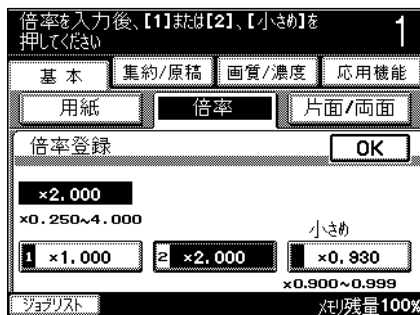 倍率を入力後、【1】または【2】、【小さめ】を
押してください
1
基本 集約/原稿 画質/濃度 応用機能
用紙 倍率 片面/両面
倍率登録 OK
×2.000
×0.250~4.000
小さめ
1 ×1.000 2 ×2.000 ×0.930
×0.900~0.999
ジョブリスト ﾒﾓﾘ残量100%